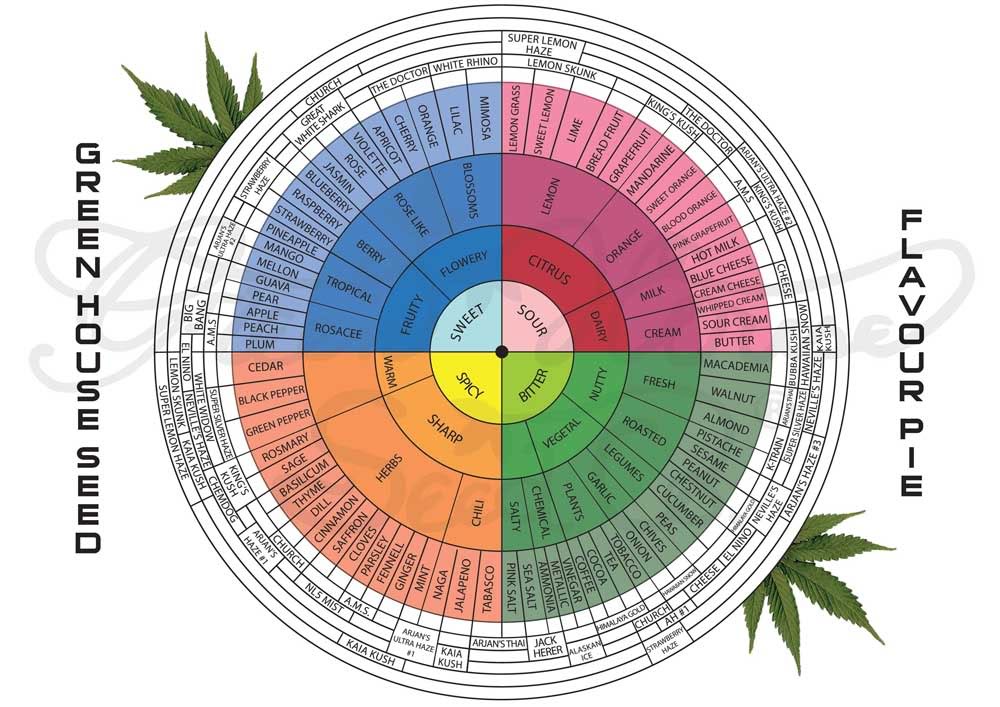 GREEN HOUSE SEED
FLAVOUR PIE
SWEET
SOUR
BITTER
SPICY
FLOWERY
CITRUS
DAIRY
NUTTY
VEGETAL
SHARP
WARM
FRUITY
BLOSSOMS
LEMON
ORANGE
MILK
CREAM
FRESH
ROASTED
LEGUMES
GARLIC
PLANTS
CHEMICAL
SALTY
CHILI
HERBS
ROSACEE
TROPICAL
BERRY
ROSE LIKE
LEMON GRASS
SWEET LEMON
LIME
BREAD FRUIT
GRAPEFRUIT
MANDARINE
SWEET ORANGE
BLOOD ORANGE
PINK GRAPEFRUIT
HOT MILK
BLUE CHEESE
CREAM CHEESE
WHIPPED CREAM
SOUR CREAM
BUTTER
MACADEMIA
WALNUT
ALMOND
PISTACHE
SESAME
PEANUT
CHESTNUT
CUCUMBER
PEAS
CHIVES
ONION
TOBACCO
TEA
COCOA
COFFEE
VINEGAR
METALLIC
AMMONIA
SEA SALT
PINK SALT
TABASCO
JALAPENO
NAGA
MINT
GINGER
FENNELL
PARSLEY
CLOVES
SAFFRON
CINNAMON
DILL
THYME
BASILICUM
SAGE
ROSMARY
GREEN PEPPER
BLACK PEPPER
CEDAR
PLUM
PEACH
APPLE
PEAR
GUAVA
MELLON
MANGO
PINEAPPLE
STRAWBERRY
RASPBERRY
BLUEBERRY
JASMIN
ROSE
VIOLETTE
APRICOT
CHERRY
ORANGE
LILAC
MIMOSA
SUPER LEMON
HAZE
LEMON SKUNK
KING'S KUSH
THE DOCTOR
ARJAN'S ULTRA HAZE #2
KING'S KUSH
A.M.S
CHEESE
KAIA
KUSH
HAWAIIAN SNOW
BUBBA KUSH
NEVILLE'S HAZE
SUPER SILVER HAZE
ARJAN'S THAI
K-TRAIN
ARJAN'S HAZE #3
NEVILLE'S
HAZE
HIMALAYA GOLD
EL NINO
CHEESE
HAWAIIAN SNOW
AH #1
CHURCH
HIMALAYA GOLD
STRAWBERRY
HAZE
ALASKAN
ICE
JACK
HERER
ARJAN'S THAI
KAIA
KUSH
ARJAN'S
ULTRA HAZE
#1
KAIA KUSH
A.M.S.
NL5 MIST
CHURCH
ARJAN'S
HAZE #1
CHEMDOG
KING'S
KUSH
SUPER SILVER HAZE
WHITE WIDOW
NEVILLE'S HAZE
EL NINO
KAIA KUSH
LEMON SKUNK
SUPER LEMON HAZE
A.M.S
BIG
BANG
ARJAN'S
ULTRA HAZE
#2
STRAWBERRY
HAZE
GREAT
WHITE SHARK
CHURCH
THE DOCTOR
WHITE RHINO